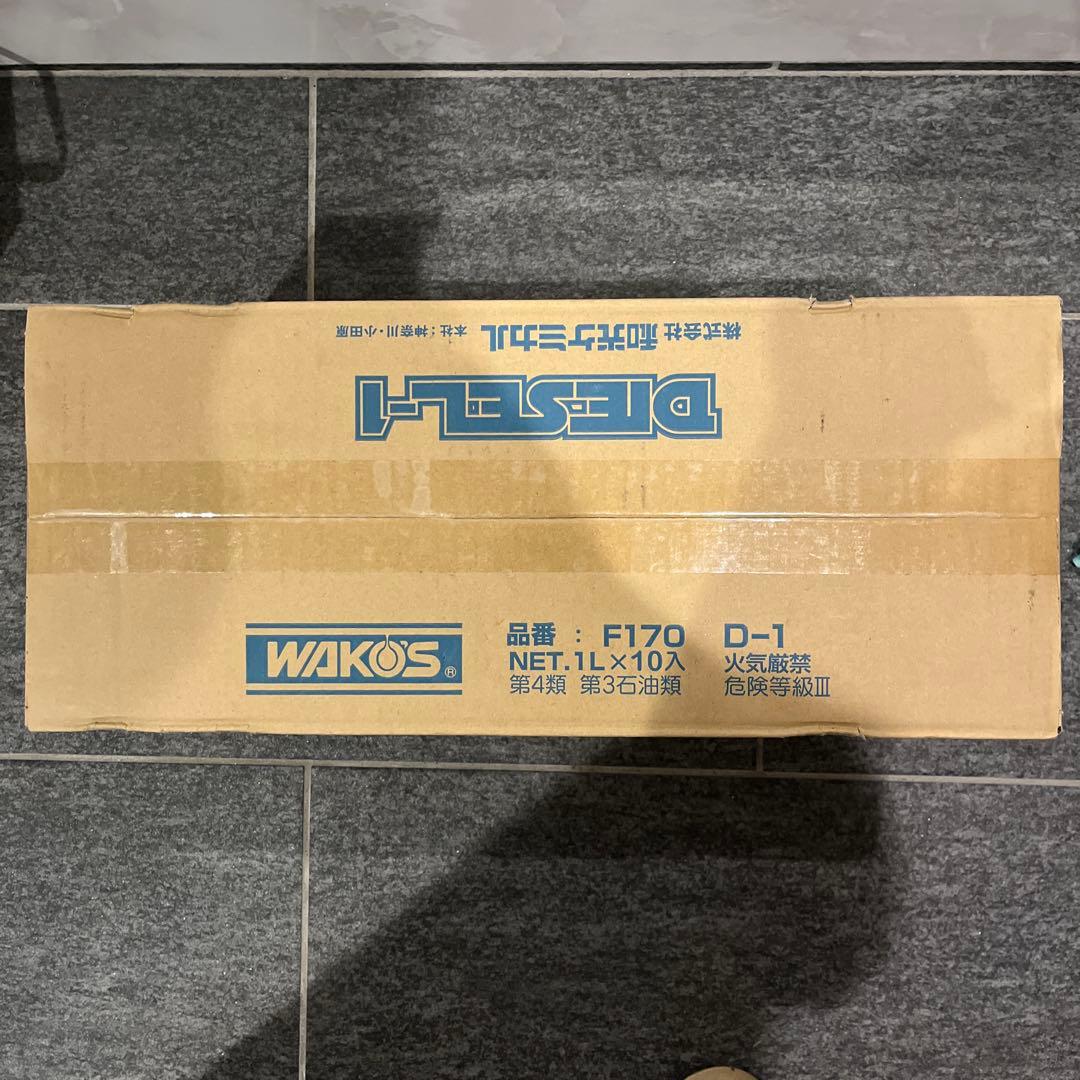 株式会社 和光ケミカル 本社：神奈川・小田原
DIESEL-1
WAKO'S ®
品番 : F170 D-1
NET.1L×10入 火気厳禁
第4類 第3石油類 危険等級Ⅲ